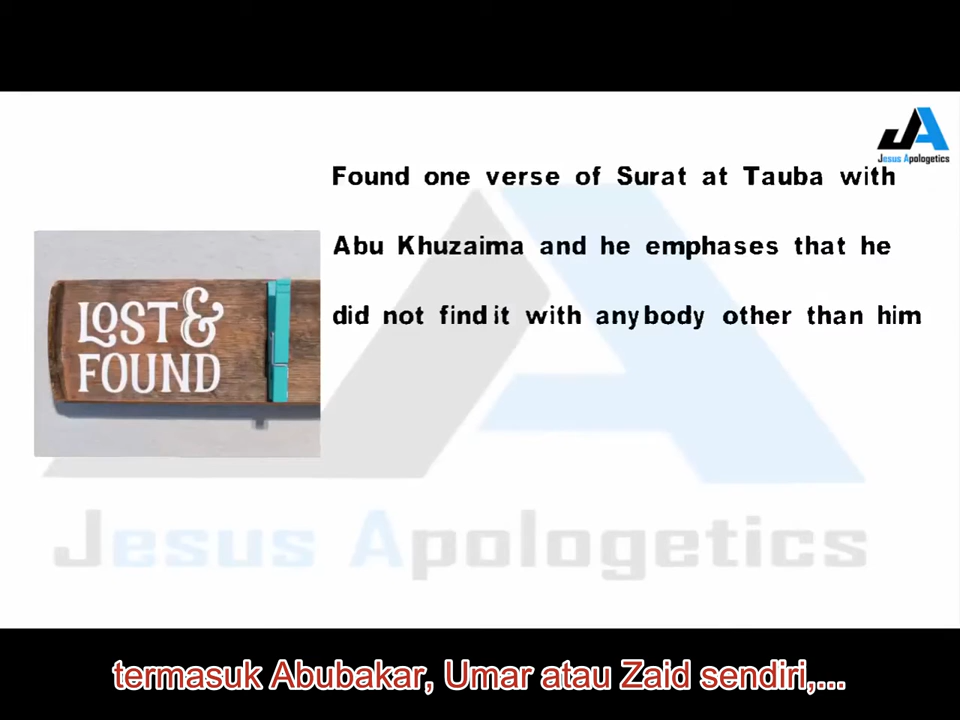 JA
Jesus Apologetics
Found one verse of Surat at Tauba with
Abu Khuzaima and he emphases that he
did not find it with anybody other than him
LOST &
FOUND
Jesus Apologetics
termasuk Abubakar, Umar atau Zaid sendiri,...